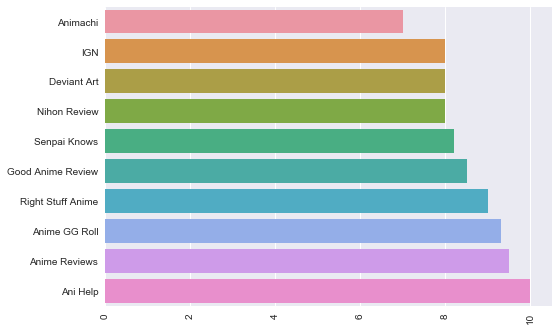 Animachi
IGN
Deviant Art
Nihon Review
Senpai Knows
Good Anime Review
Right Stuff Anime
Anime GG Roll
Anime Reviews
Ani Help
0 2 4 6 8 10